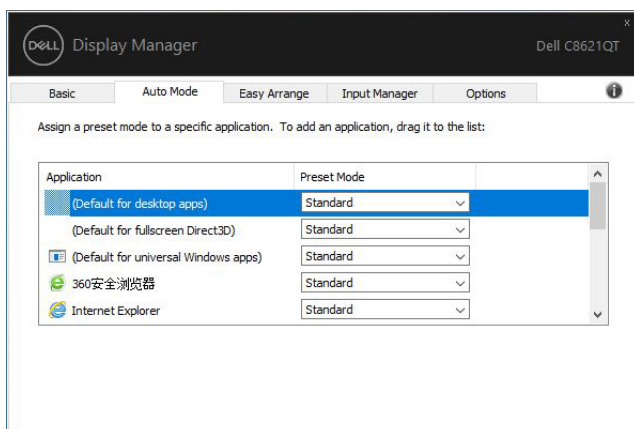 x
DELL Display Manager Dell C8621QT
Basic Auto Mode Easy Arrange Input Manager Options
Assign a preset mode to a specific application. To add an application, drag it to the list:
Application Preset Mode
(Default for desktop apps) Standard
(Default for fullscreen Direct3D) Standard
(Default for universal Windows apps) Standard
360安全浏览器 Standard
Internet Explorer Standard